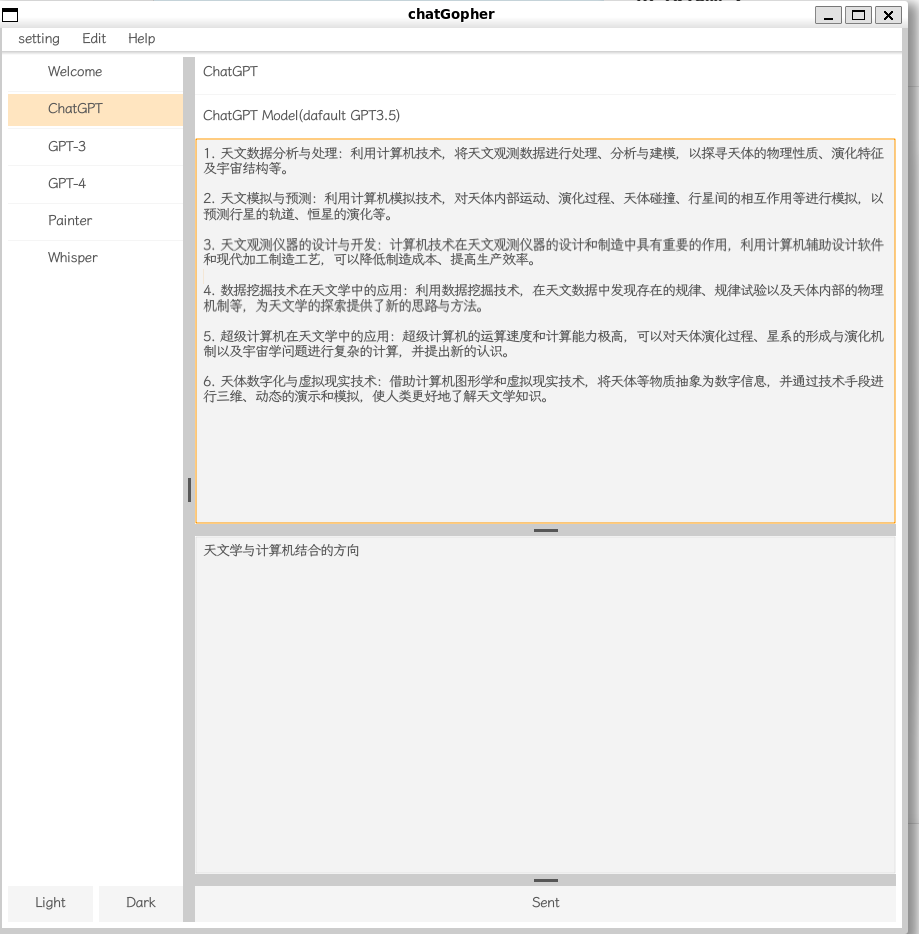 chatGopher
setting Edit Help
Welcome
ChatGPT
GPT-3
GPT-4
Painter
Whisper
ChatGPT
ChatGPT Model(dafault GPT3.5)
1. 天文数据分析与处理：利用计算机技术，将天文观测数据进行处理、分析与建模，以探寻天体的物理性质、演化特征
及宇宙结构等。
2. 天文模拟与预测：利用计算机模拟技术，对天体内部运动、演化过程、天体碰撞、行星间的相互作用等进行模拟，以
预测行星的轨道、恒星的演化等。
3. 天文观测仪器的设计与开发：计算机技术在天文观测仪器的设计和制造中具有重要的作用，利用计算机辅助设计软件
和现代加工制造工艺，可以降低制造成本、提高生产效率。
4. 数据挖掘技术在天文学中的应用：利用数据挖掘技术，在天文数据中发现存在的规律、规律试验以及天体内部的物理
机制等，为天文学的探索提供了新的思路与方法。
5. 超级计算机在天文学中的应用：超级计算机的运算速度和计算能力极高，可以对天体演化过程、星系的形成与演化机
制以及宇宙学问题进行复杂的计算，并提出新的认识。
6. 天体数字化与虚拟现实技术：借助计算机图形学和虚拟现实技术，将天体等物质抽象为数字信息，并通过技术手段进
行三维、动态的演示和模拟，使人类更好地了解天文学知识。
天文学与计算机结合的方向
Light Dark
Sent